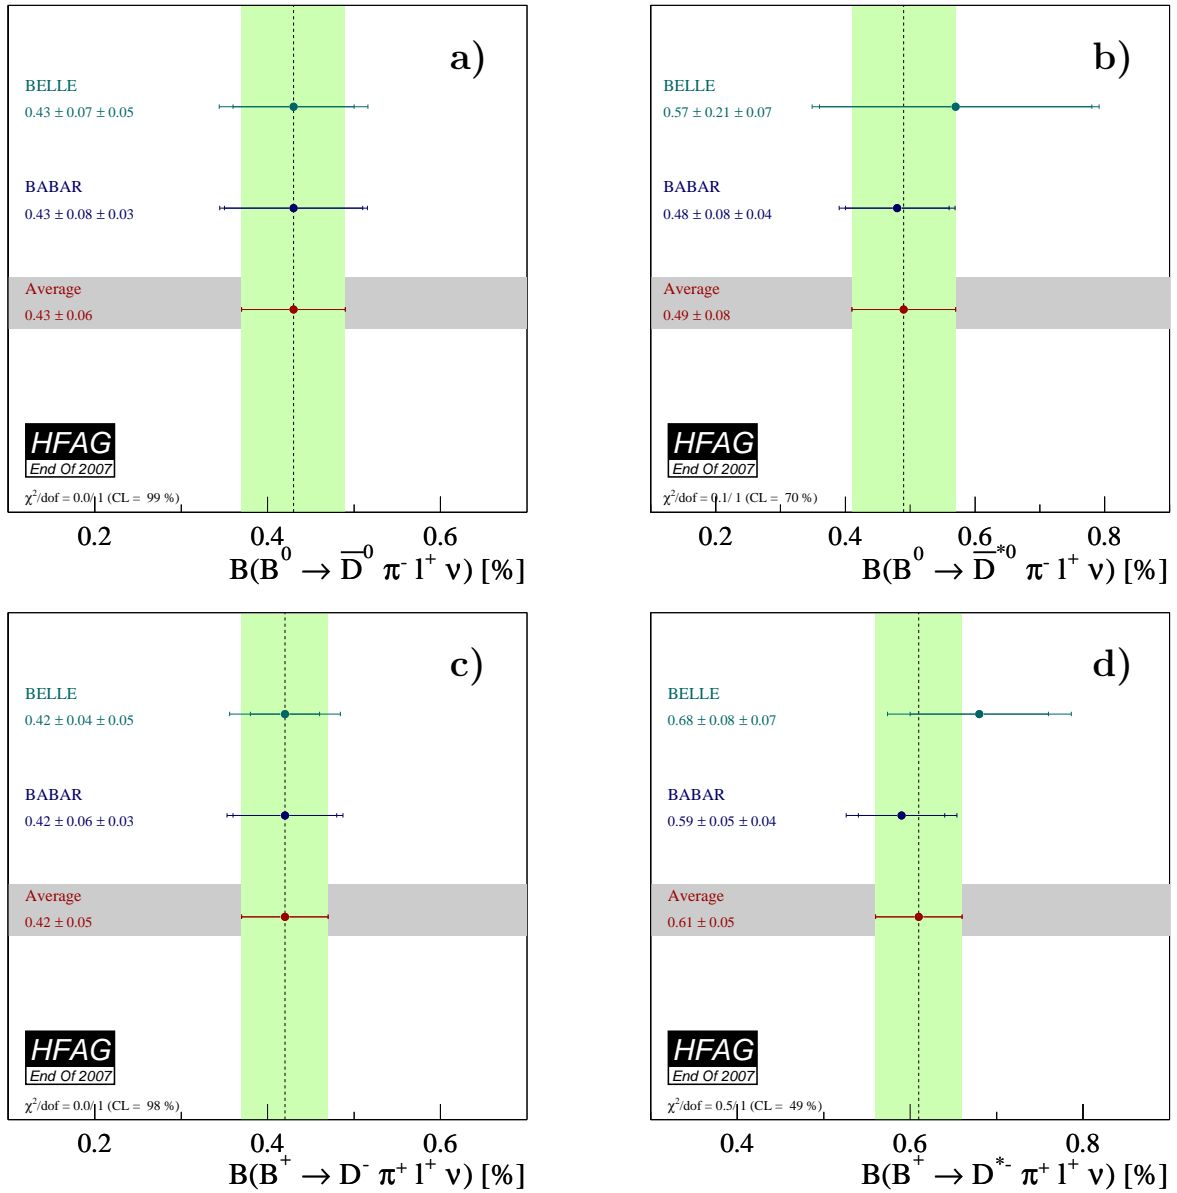 a)
BELLE
0.43 ± 0.07 ± 0.05
BABAR
0.43 ± 0.08 ± 0.03
Average
0.43 ± 0.06
HFAG
End Of 2007
χ²/dof = 0.0/ 1 (CL = 99 %)
0.2 0.4 0.6
B(B⁰ → D̅⁰ π⁻ l⁺ ν) [%]
b)
BELLE
0.57 ± 0.21 ± 0.07
BABAR
0.48 ± 0.08 ± 0.04
Average
0.49 ± 0.08
HFAG
End Of 2007
χ²/dof = 0.1/ 1 (CL = 70 %)
0.2 0.4 0.6 0.8
B(B⁰ → D̅*⁰ π⁻ l⁺ ν) [%]
c)
BELLE
0.42 ± 0.04 ± 0.05
BABAR
0.42 ± 0.06 ± 0.03
Average
0.42 ± 0.05
HFAG
End Of 2007
χ²/dof = 0.0/ 1 (CL = 98 %)
0.2 0.4 0.6
B(B⁺ → D⁻ π⁺ l⁺ ν) [%]
d)
BELLE
0.68 ± 0.08 ± 0.07
BABAR
0.59 ± 0.05 ± 0.04
Average
0.61 ± 0.05
HFAG
End Of 2007
χ²/dof = 0.5/ 1 (CL = 49 %)
0.4 0.6 0.8
B(B⁺ → D*⁻ π⁺ l⁺ ν) [%]